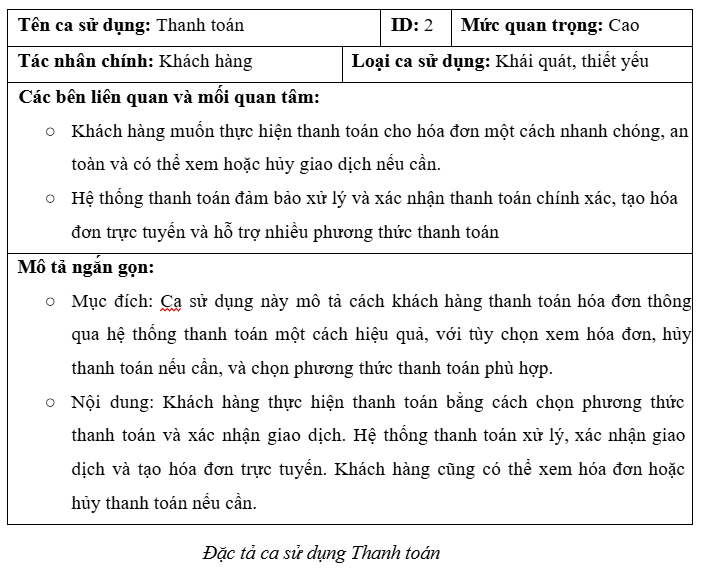 Tên ca sử dụng: Thanh toán ID: 2 Mức quan trọng: Cao
Tác nhân chính: Khách hàng Loại ca sử dụng: Khái quát, thiết yếu
Các bên liên quan và mối quan tâm:
○ Khách hàng muốn thực hiện thanh toán cho hóa đơn một cách nhanh chóng, an
toàn và có thể xem hoặc hủy giao dịch nếu cần.
○ Hệ thống thanh toán đảm bảo xử lý và xác nhận thanh toán chính xác, tạo hóa
đơn trực tuyến và hỗ trợ nhiều phương thức thanh toán
Mô tả ngắn gọn:
○ Mục đích: Ca sử dụng này mô tả cách khách hàng thanh toán hóa đơn thông
qua hệ thống thanh toán một cách hiệu quả, với tùy chọn xem hóa đơn, hủy
thanh toán nếu cần, và chọn phương thức thanh toán phù hợp.
○ Nội dung: Khách hàng thực hiện thanh toán bằng cách chọn phương thức
thanh toán và xác nhận giao dịch. Hệ thống thanh toán xử lý, xác nhận giao
dịch và tạo hóa đơn trực tuyến. Khách hàng cũng có thể xem hóa đơn hoặc
hủy thanh toán nếu cần.
Đặc tả ca sử dụng Thanh toán